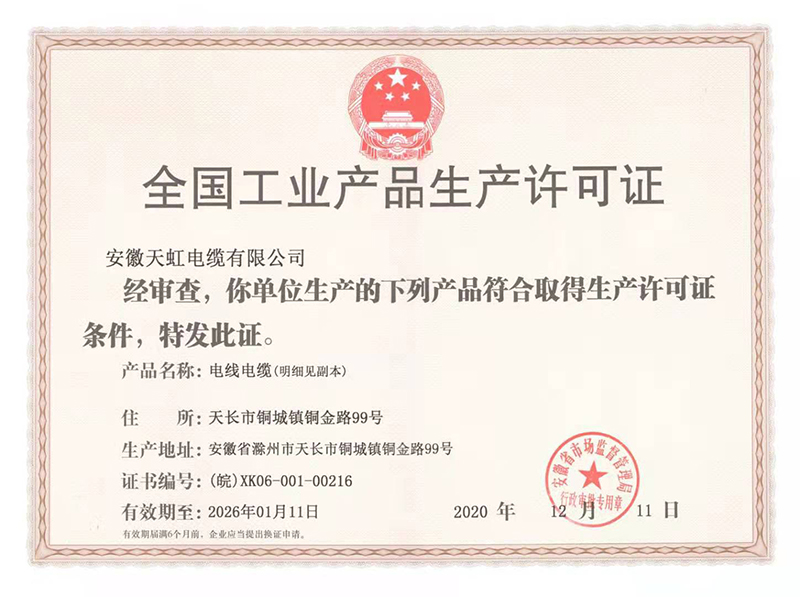 全国工业产品生产许可证
安徽天虹电缆有限公司
经审查，你单位生产的下列产品符合取得生产许可证
条件，特发此证。
产品名称：电线电缆(明细见副本)
住 所：天长市铜城镇铜金路99号
生产地址：安徽省滁州市天长市铜城镇铜金路99号
证书编号：(皖)XK06-001-00216
有效期至：2026年01月11日
2020 年 12 月 11 日
有效期届满6个月前，企业应当提出换证申请。
安徽省市场监督管理局
行政审批专用章